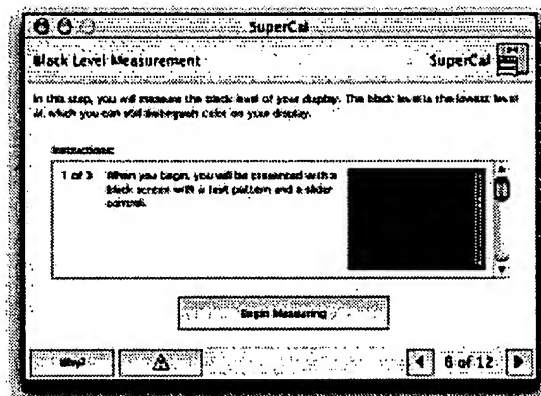 SuperCal
Black Level Measurement SuperCal
In this step, you will measure the black level of your display. The black level is the lowest level
at which you can still distinguish color on your display.
Instructions:
1 of 3 When you begin, you will be presented with a
black screen with a test pattern and a slider
control.
Begin Measuring
Why?
6 of 12